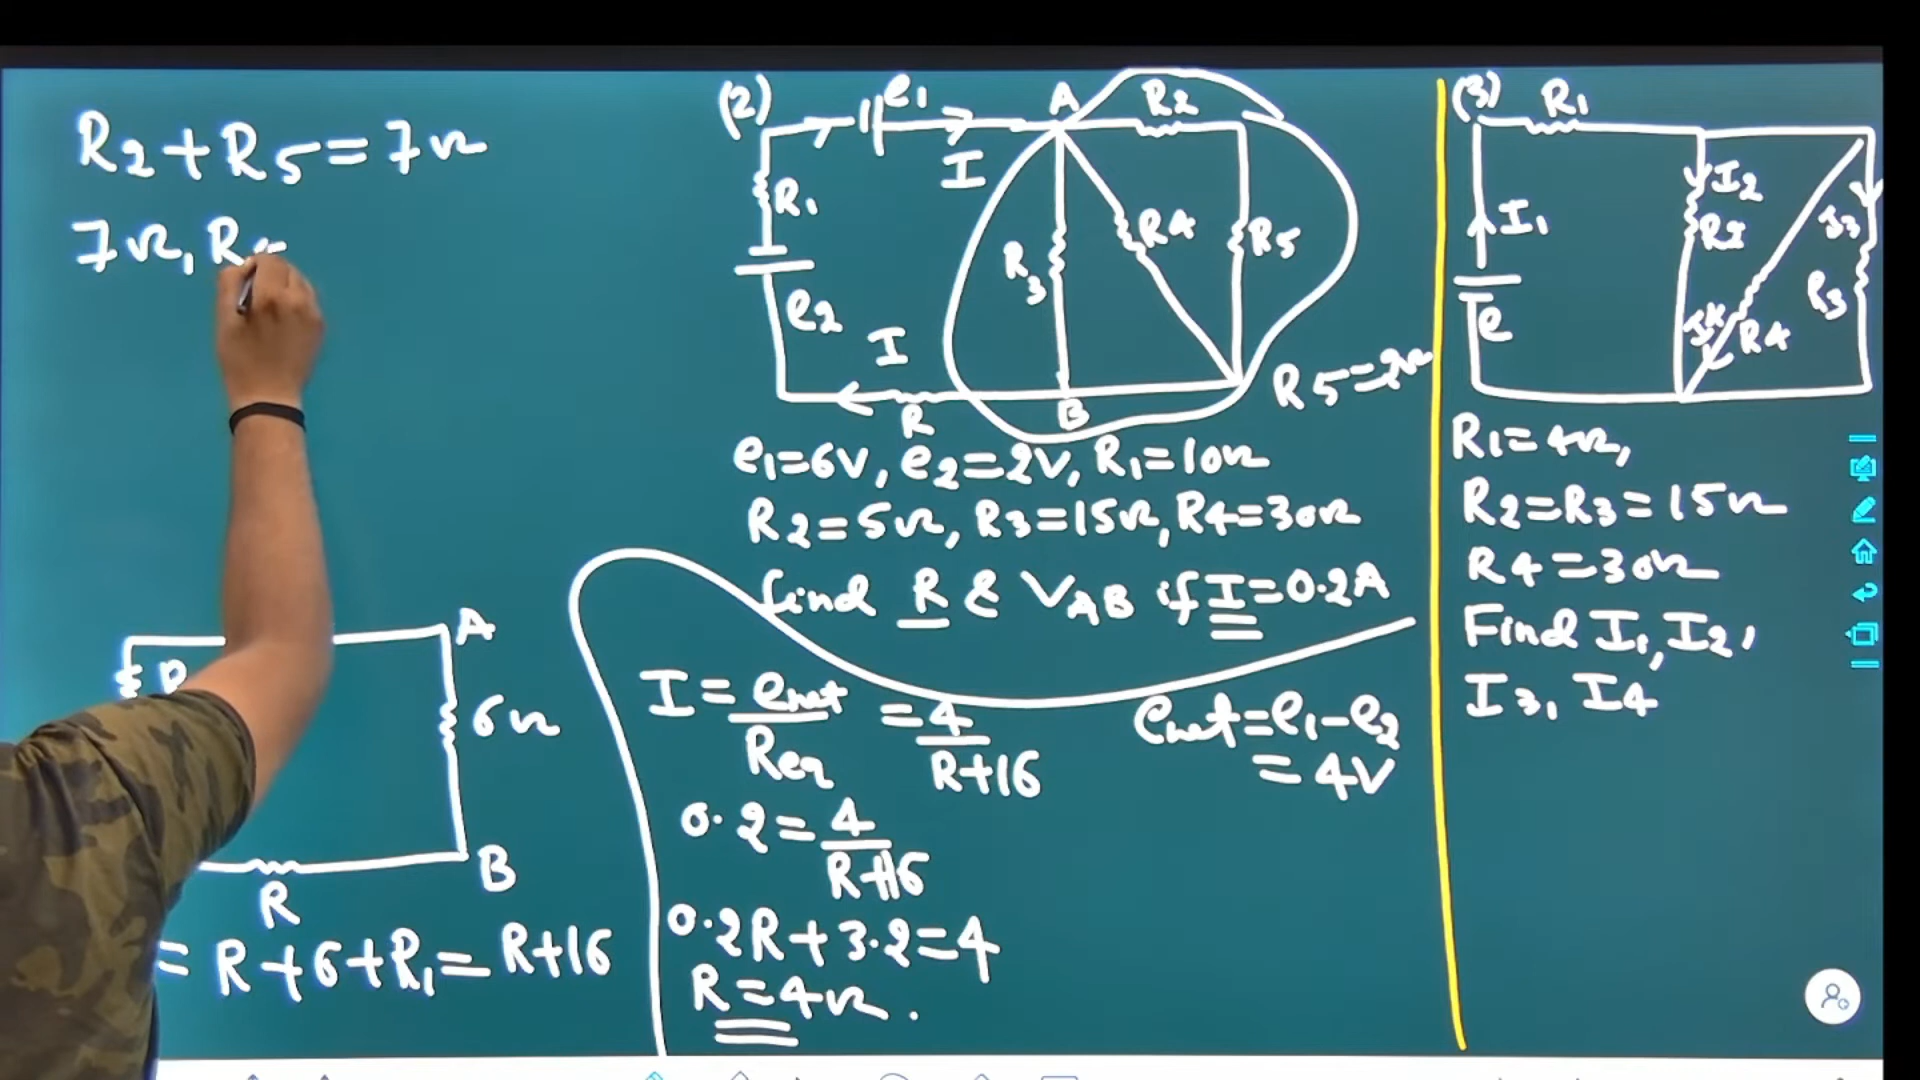 R2+R5=7Ω
7Ω, R
(2)
e1
A
R2
I
R1
R3
R4
R5
e2
I
R
B
R5=2Ω
e1=6V, e2=2V, R1=10Ω
R2=5Ω, R3=15Ω, R4=30Ω
find R & VAB if I=0.2A
A
6Ω
B
R
= R+6+R1= R+16
I= enet/Req = 4/R+16
enet=e1-e2
= 4V
0.2= 4/R+16
0.2R+3.2=4
R=4Ω.
(3)
R1
I2
I1
R2
I3
e
R4
R3
R1=4Ω,
R2=R3=15Ω
R4=30Ω
Find I1, I2,
I3, I4